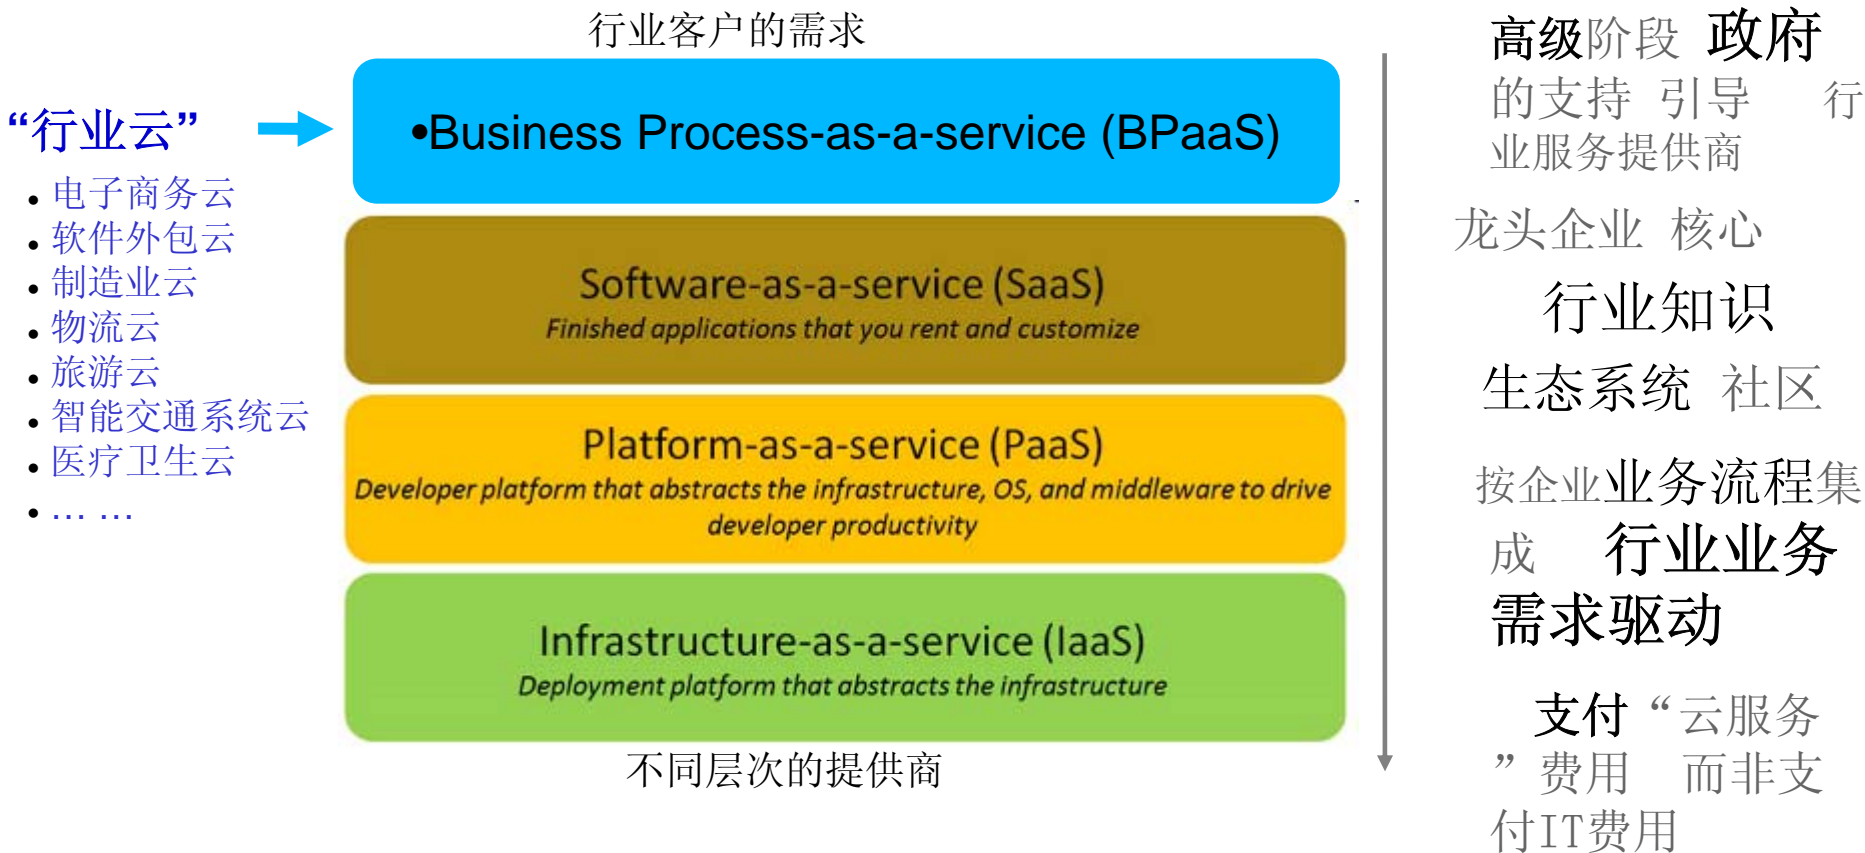 行业客户的需求
“行业云”
•电子商务云
•软件外包云
•制造业云
•物流云
•旅游云
•智能交通系统云
•医疗卫生云
•… …
•Business Process-as-a-service (BPaaS)
Software-as-a-service (SaaS)
Finished applications that you rent and customize
Platform-as-a-service (PaaS)
Developer platform that abstracts the infrastructure, OS, and middleware to drive
developer productivity
Infrastructure-as-a-service (IaaS)
Deployment platform that abstracts the infrastructure
不同层次的提供商
高级阶段 政府
的支持 引导 行
业服务提供商
龙头企业 核心
行业知识
生态系统 社区
按企业业务流程集
成 行业业务
需求驱动
支付“云服务
”费用 而非支
付IT费用